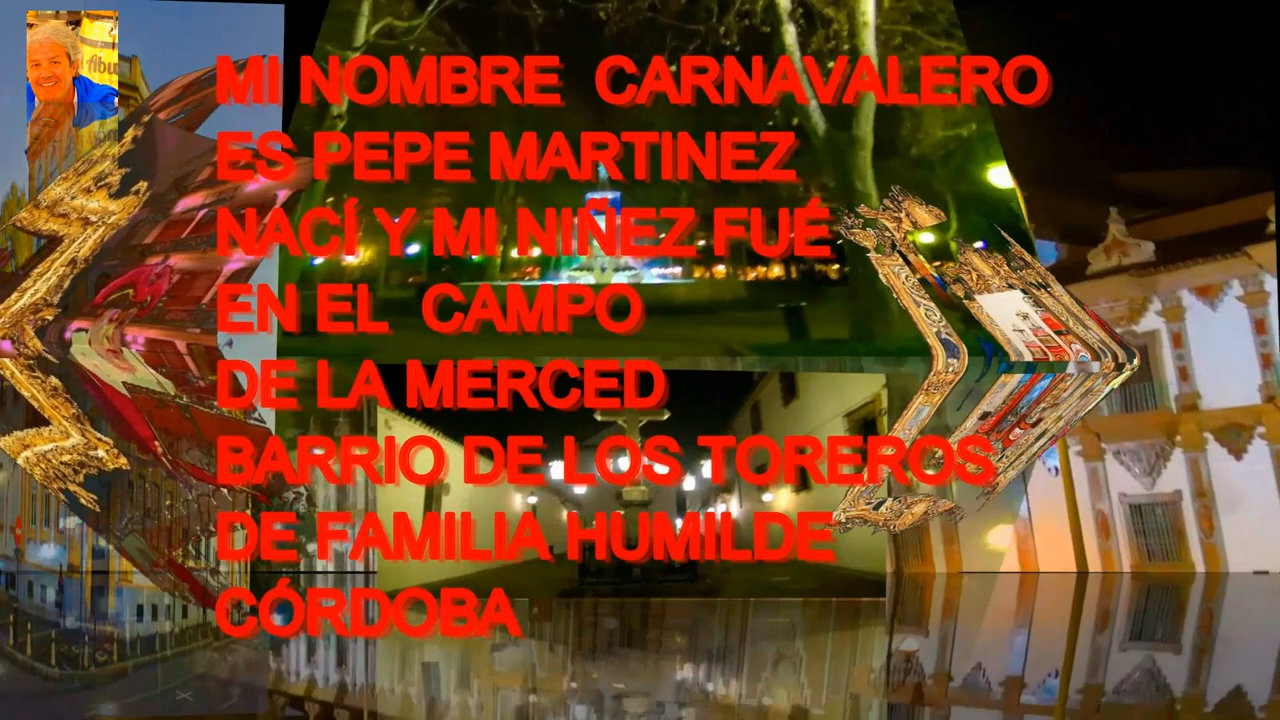 MI NOMBRE CARNAVALERO
ES PEPE MARTINEZ
NACÍ Y MI NIÑEZ FUÉ
EN EL CAMPO
DE LA MERCED
BARRIO DE LOS TOREROS
DE FAMILIA HUMILDE
CÓRDOBA